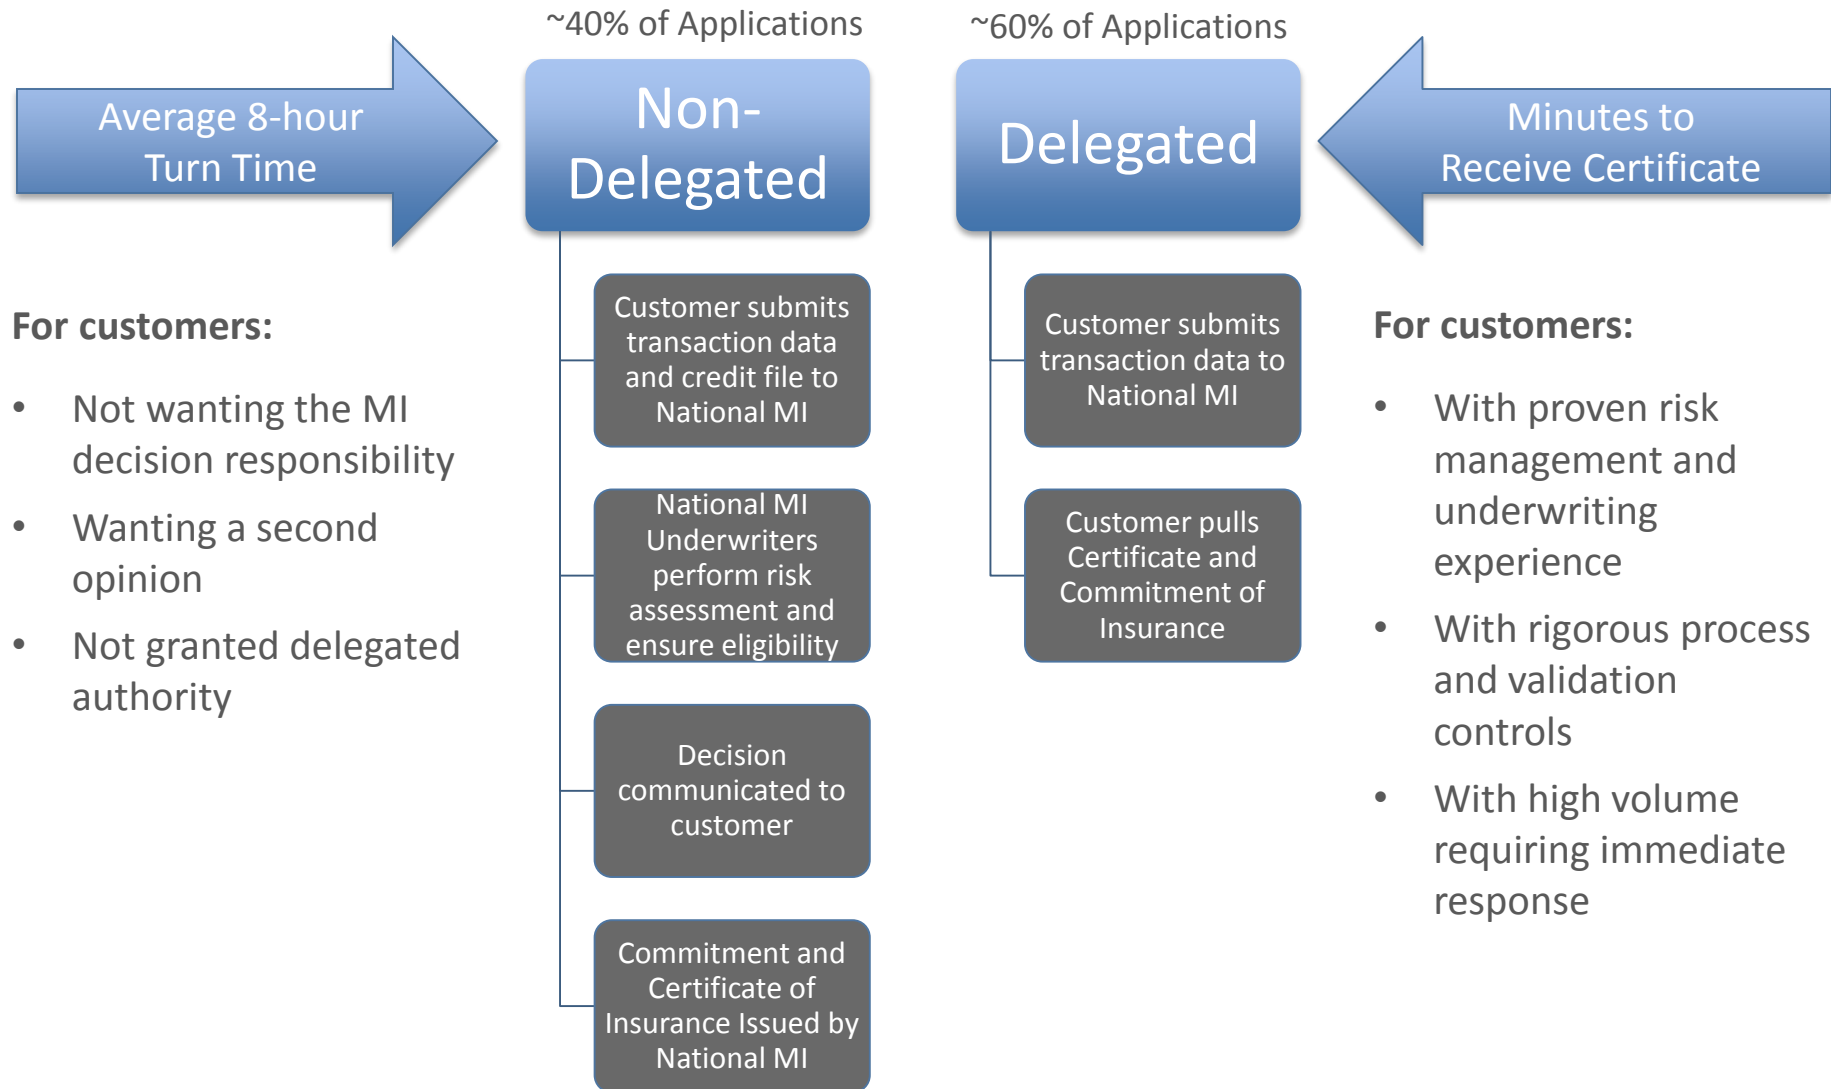 ~40% of Applications
~60% of Applications
Average 8-hour
Turn Time
Non-
Delegated
Delegated
Minutes to
Receive Certificate
For customers:
• Not wanting the MI
decision responsibility
• Wanting a second
opinion
• Not granted delegated
authority
Customer submits
transaction data
and credit file to
National MI
National MI
Underwriters
perform risk
assessment and
ensure eligibility
Decision
communicated to
customer
Commitment and
Certificate of
Insurance Issued by
National MI
Customer submits
transaction data to
National MI
Customer pulls
Certificate and
Commitment of
Insurance
For customers:
• With proven risk
management and
underwriting
experience
• With rigorous process
and validation
controls
• With high volume
requiring immediate
response